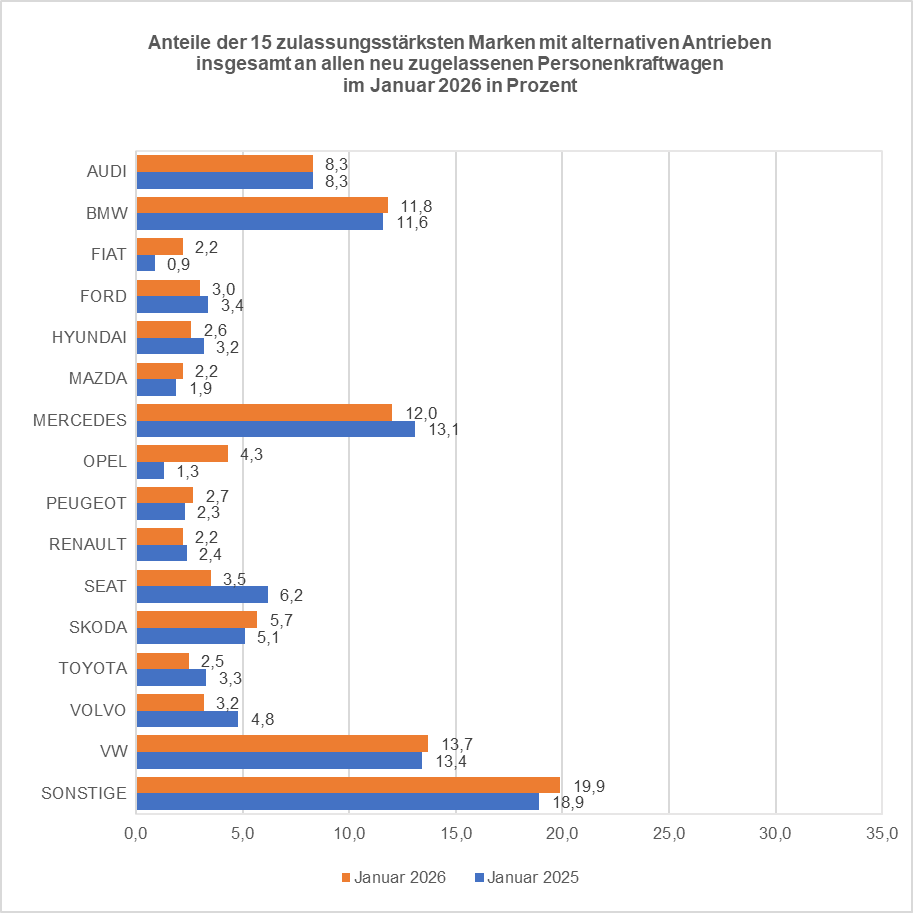 Anteile der 15 zulassungsstärksten Marken mit alternativen Antrieben
insgesamt an allen neu zugelassenen Personenkraftwagen
im Januar 2026 in Prozent
AUDI 8,3
8,3
BMW 11,8
11,6
FIAT 2,2
0,9
FORD 3,0
3,4
HYUNDAI 2,6
3,2
MAZDA 2,2
1,9
MERCEDES 12,0
13,1
OPEL 4,3
1,3
PEUGEOT 2,7
2,3
RENAULT 2,2
2,4
SEAT 3,5
6,2
SKODA 5,7
5,1
TOYOTA 2,5
3,3
VOLVO 3,2
4,8
VW 13,7
13,4
SONSTIGE 19,9
18,9
0,0 5,0 10,0 15,0 20,0 25,0 30,0 35,0
Januar 2026 Januar 2025